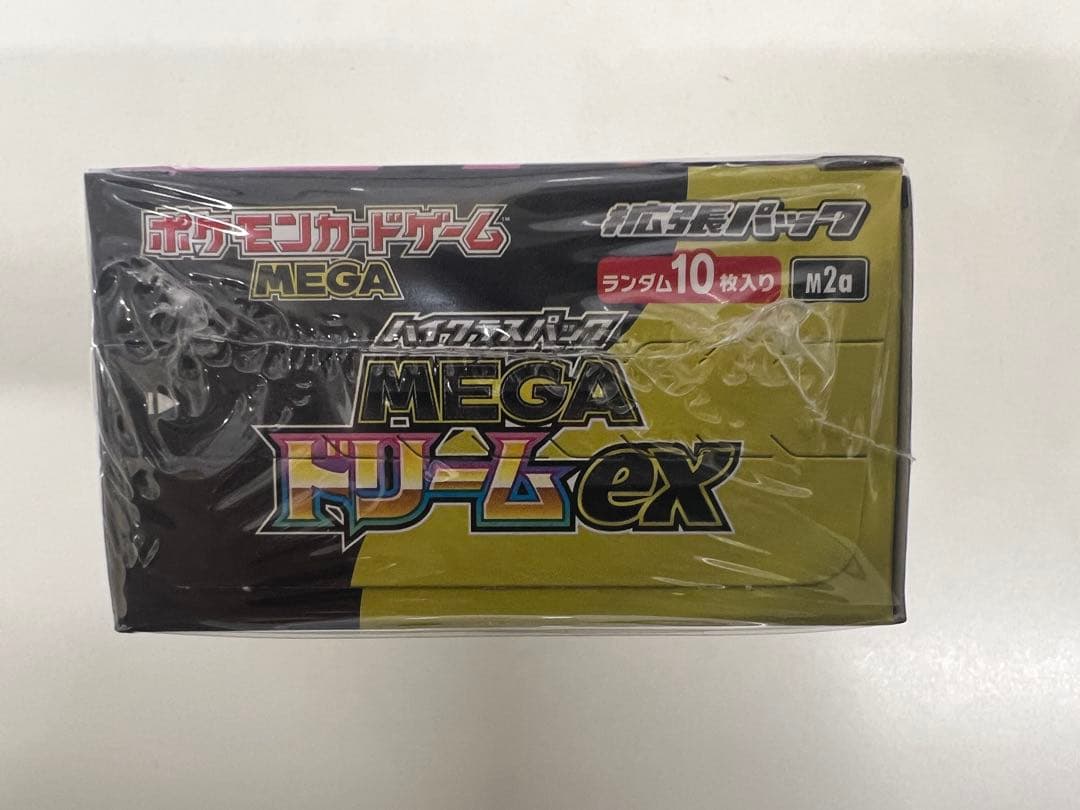 ポケモンカードゲーム™
MEGA
拡張パック
ランダム10枚入り
M2a
ハイクラスパック
MEGA
ドリームex